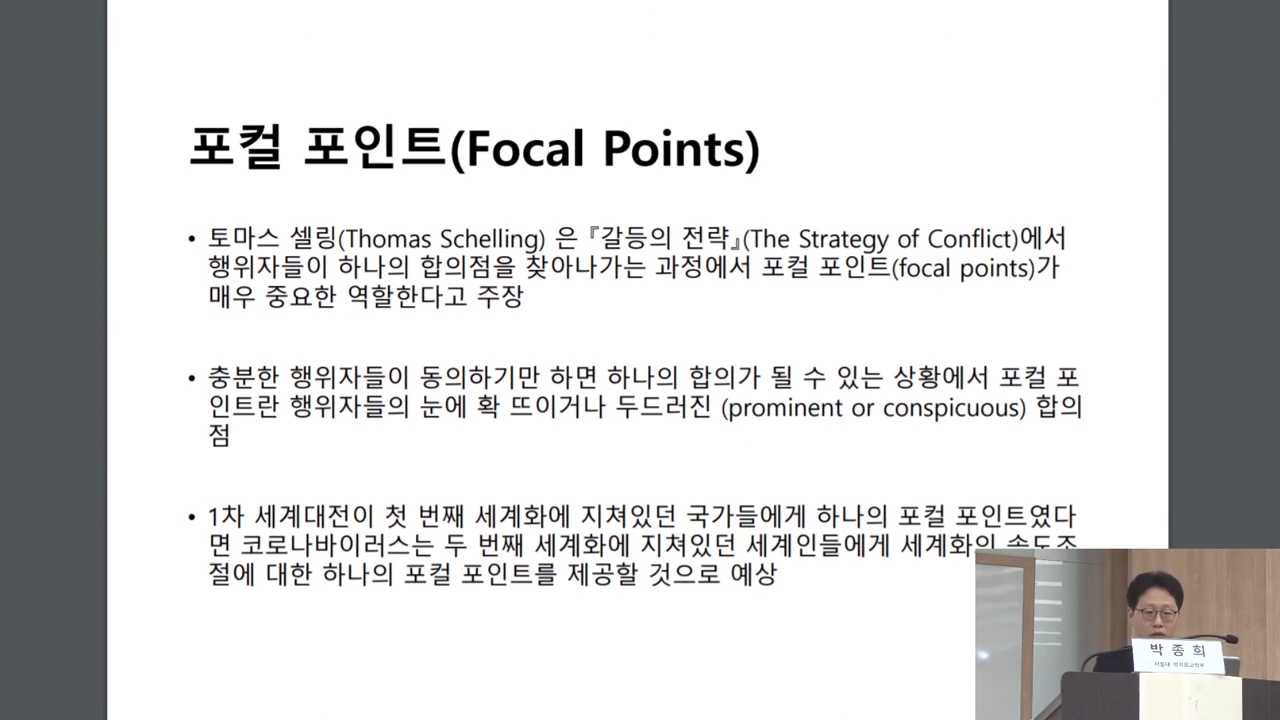 포컬 포인트(Focal Points)
• 토마스 셸링(Thomas Schelling) 은 『갈등의 전략』(The Strategy of Conflict)에서
행위자들이 하나의 합의점을 찾아나가는 과정에서 포컬 포인트(focal points)가
매우 중요한 역할한다고 주장
• 충분한 행위자들이 동의하기만 하면 하나의 합의가 될 수 있는 상황에서 포컬 포
인트란 행위자들의 눈에 확 뜨이거나 두드러진 (prominent or conspicuous) 합의
점
• 1차 세계대전이 첫 번째 세계화에 지쳐있던 국가들에게 하나의 포컬 포인트였다
면 코로나바이러스는 두 번째 세계화에 지쳐있던 세계인들에게 세계화의 속도조
절에 대한 하나의 포컬 포인트를 제공할 것으로 예상
박 종 희
서울대 정치외교학부